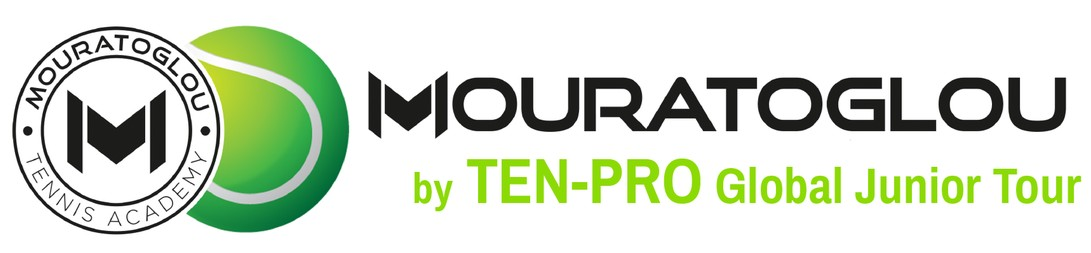 MOURATOGLOU
TENNIS ACADEMY
M
MOURATOGLOU
by TEN-PRO Global Junior Tour